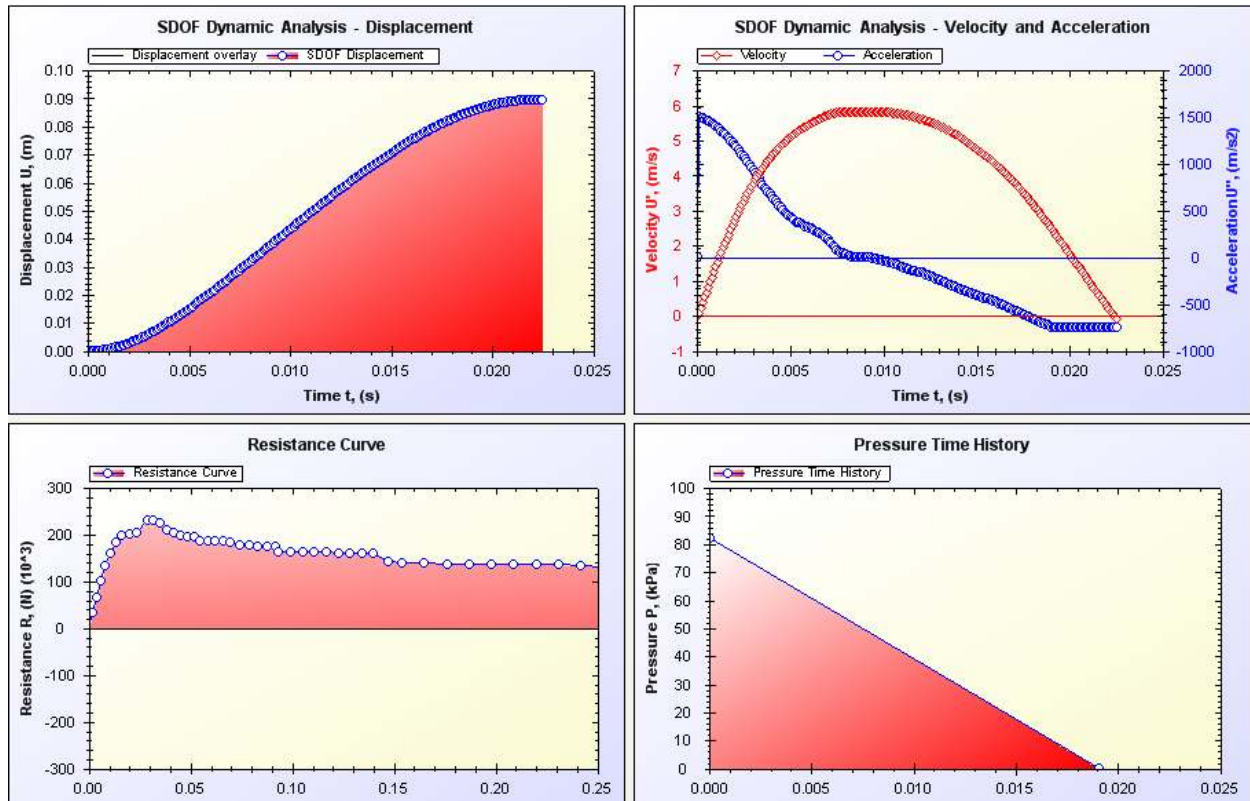 SDOF Dynamic Analysis - Displacement
Displacement overlay SDOF Displacement
0.10
0.09
0.08
0.07
0.06
0.05
0.04
0.03
0.02
0.01
0.00
Displacement U, (m)
0.000 0.005 0.010 0.015 0.020 0.025
Time t, (s)
SDOF Dynamic Analysis - Velocity and Acceleration
Velocity Acceleration
7
6
5
4
3
2
1
0
-1
Velocity U', (m/s)
2000
1500
1000
500
0
-500
-1000
Acceleration U'', (m/s2)
0.000 0.005 0.010 0.015 0.020 0.025
Time t, (s)
Resistance Curve
Resistance Curve
300
200
100
0
-100
-200
-300
Resistance R, (N) (10^3)
0.00 0.05 0.10 0.15 0.20 0.25
Pressure Time History
Pressure Time History
100
90
80
70
60
50
40
30
20
10
0
Pressure P, (kPa)
0.000 0.005 0.010 0.015 0.020 0.025